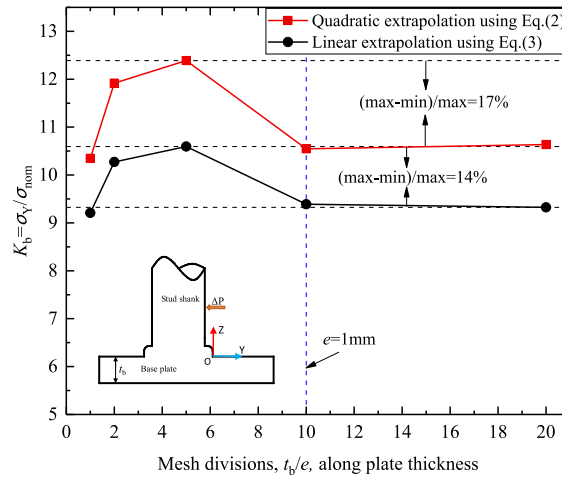 Quadratic extrapolation using Eq.(2)
Linear extrapolation using Eq.(3)
13
12
11
10
9
8
7
6
5
K_b=σ_Y/σ_nom
(max-min)/max=17%
(max-min)/max=14%
Stud shank
ΔP
Z
O
Y
t_b
Base plate
e=1mm
0 2 4 6 8 10 12 14 16 18 20
Mesh divisions, t_b/e, along plate thickness